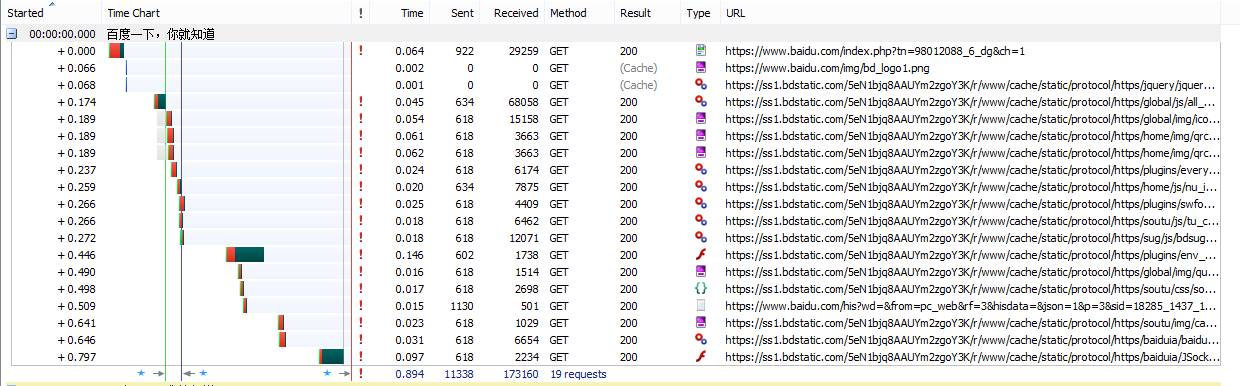 Started Time Chart ! Time Sent Received Method Result Type URL
00:00:00.000 百度一下，你就知道
+ 0.000 ! 0.064 922 29259 GET 200 https://www.baidu.com/index.php?tn=98012088_6_dg&ch=1
+ 0.066 0.002 0 0 GET (Cache) https://www.baidu.com/img/bd_logo1.png
+ 0.068 0.001 0 0 GET (Cache) https://ss1.bdstatic.com/5eN1bjq8AAUYm2zgoY3K/r/www/cache/static/protocol/https/jquery/jquer...
+ 0.174 ! 0.045 634 68058 GET 200 https://ss1.bdstatic.com/5eN1bjq8AAUYm2zgoY3K/r/www/cache/static/protocol/https/global/js/all_...
+ 0.189 ! 0.054 618 15158 GET 200 https://ss1.bdstatic.com/5eN1bjq8AAUYm2zgoY3K/r/www/cache/static/protocol/https/global/img/ico...
+ 0.189 ! 0.061 618 3663 GET 200 https://ss1.bdstatic.com/5eN1bjq8AAUYm2zgoY3K/r/www/cache/static/protocol/https/home/img/qrc...
+ 0.189 ! 0.062 618 3663 GET 200 https://ss1.bdstatic.com/5eN1bjq8AAUYm2zgoY3K/r/www/cache/static/protocol/https/home/img/qrc...
+ 0.237 ! 0.024 618 6174 GET 200 https://ss1.bdstatic.com/5eN1bjq8AAUYm2zgoY3K/r/www/cache/static/protocol/https/plugins/every...
+ 0.259 ! 0.020 634 7875 GET 200 https://ss1.bdstatic.com/5eN1bjq8AAUYm2zgoY3K/r/www/cache/static/protocol/https/home/js/nu_i...
+ 0.266 ! 0.025 618 4409 GET 200 https://ss1.bdstatic.com/5eN1bjq8AAUYm2zgoY3K/r/www/cache/static/protocol/https/plugins/swfo...
+ 0.266 ! 0.018 618 6462 GET 200 https://ss1.bdstatic.com/5eN1bjq8AAUYm2zgoY3K/r/www/cache/static/protocol/https/soutu/js/tu_c...
+ 0.272 ! 0.018 618 12071 GET 200 https://ss1.bdstatic.com/5eN1bjq8AAUYm2zgoY3K/r/www/cache/static/protocol/https/sug/js/bdsug...
+ 0.446 ! 0.146 602 1738 GET 200 https://ss1.bdstatic.com/5eN1bjq8AAUYm2zgoY3K/r/www/cache/static/protocol/https/plugins/env_...
+ 0.490 ! 0.016 618 1514 GET 200 https://ss1.bdstatic.com/5eN1bjq8AAUYm2zgoY3K/r/www/cache/static/protocol/https/global/img/qu...
+ 0.498 ! 0.017 618 2698 GET 200 {} https://ss1.bdstatic.com/5eN1bjq8AAUYm2zgoY3K/r/www/cache/static/protocol/https/soutu/css/so...
+ 0.509 ! 0.015 1130 501 GET 200 https://www.baidu.com/his?wd=&from=pc_web&rf=3&hisdata=&json=1&p=3&sid=18285_1437_1...
+ 0.641 ! 0.023 618 1029 GET 200 https://ss1.bdstatic.com/5eN1bjq8AAUYm2zgoY3K/r/www/cache/static/protocol/https/soutu/img/ca...
+ 0.646 ! 0.031 618 6654 GET 200 https://ss1.bdstatic.com/5eN1bjq8AAUYm2zgoY3K/r/www/cache/static/protocol/https/baiduia/baidu...
+ 0.797 ! 0.097 618 2234 GET 200 https://ss1.bdstatic.com/5eN1bjq8AAUYm2zgoY3K/r/www/cache/static/protocol/https/baiduia/JSock...
! 0.894 11338 173160 19 requests